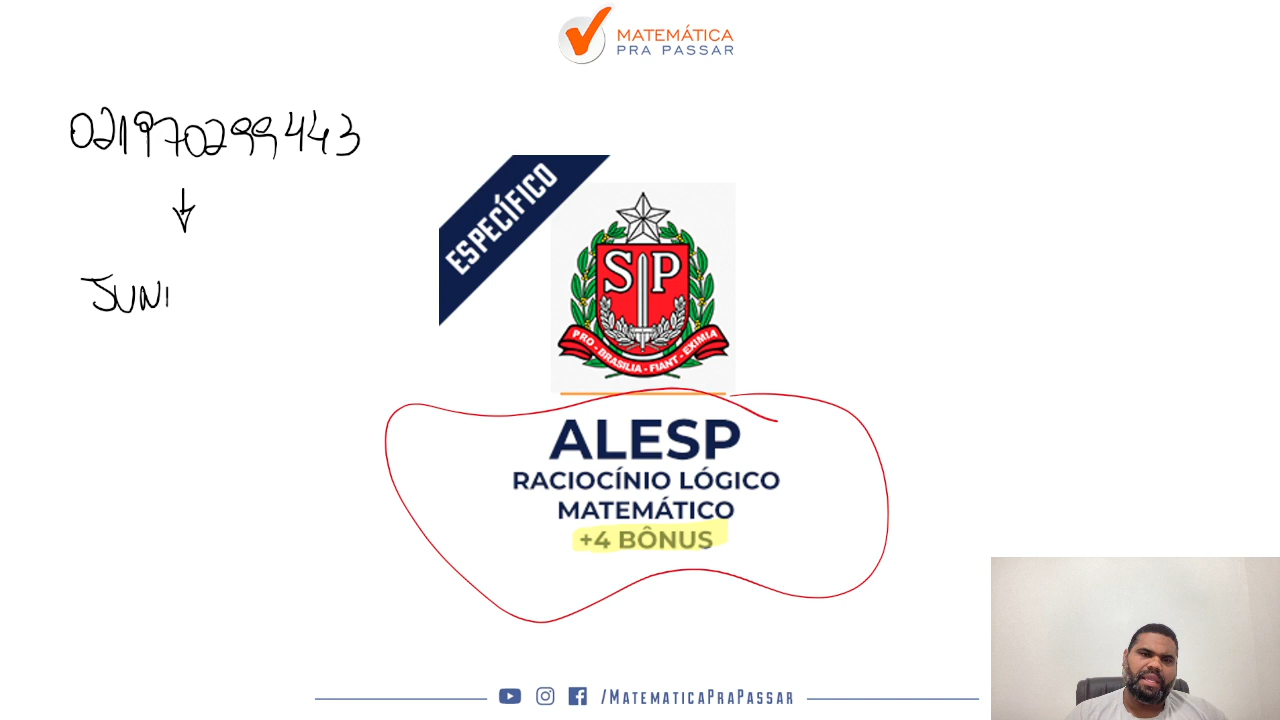 MATEMÁTICA
PRA PASSAR
021970299443
JUNI
ESPECÍFICO
SP
PRO - BRASILIA - FIANT - EXIMIA
ALESP
RACIOCÍNIO LÓGICO
MATEMÁTICO
+4 BÔNUS
/MATEMATICAPRAPASSAR